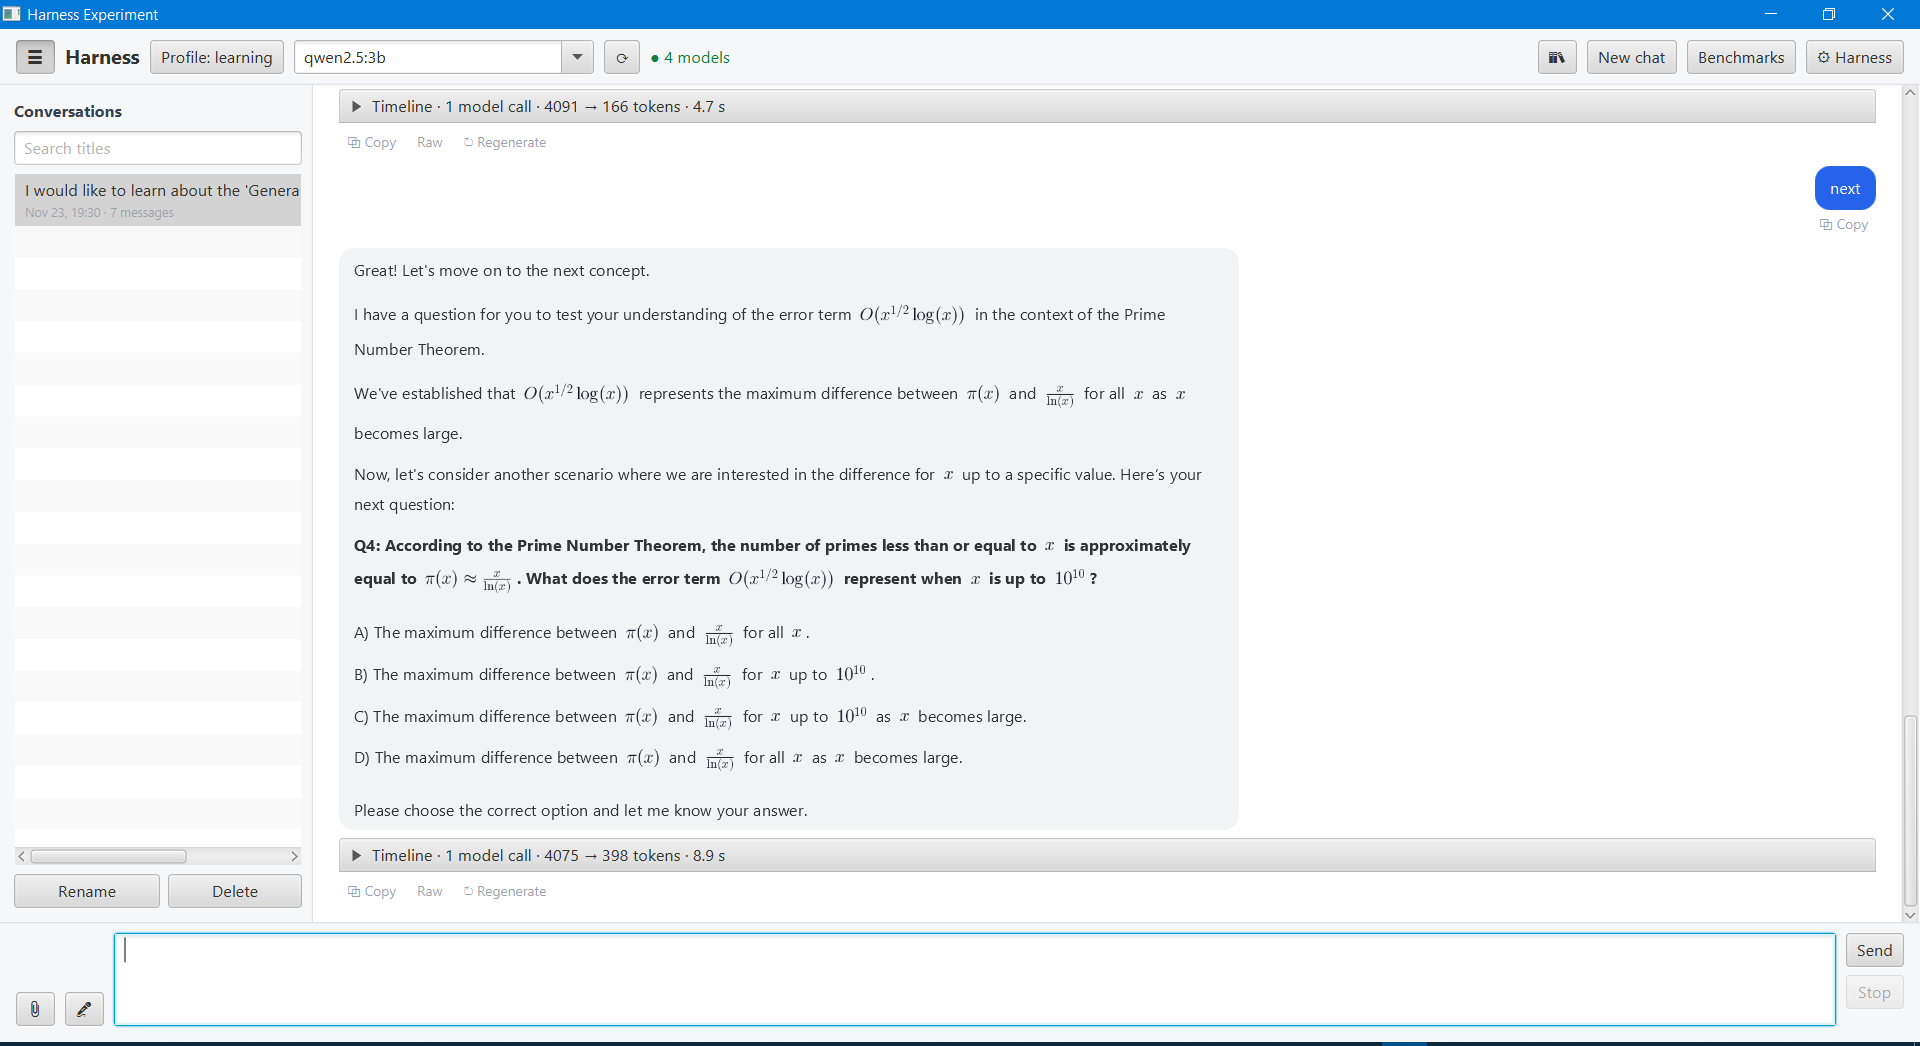 Harness Experiment
Harness
Profile: learning
qwen2.5:3b
● 4 models
New chat
Benchmarks
⚙ Harness
Conversations
Search titles
I would like to learn about the 'Genera
Nov 23, 19:30 · 7 messages
Rename
Delete
Timeline · 1 model call · 4091 → 166 tokens · 4.7 s
Copy Raw Regenerate
next
Copy
Great! Let's move on to the next concept.
I have a question for you to test your understanding of the error term O(x^{1/2} log(x)) in the context of the Prime
Number Theorem.
We've established that O(x^{1/2} log(x)) represents the maximum difference between π(x) and x/ln(x) for all x as x
becomes large.
Now, let's consider another scenario where we are interested in the difference for x up to a specific value. Here's your
next question:
Q4: According to the Prime Number Theorem, the number of primes less than or equal to x is approximately
equal to π(x) ≈ x/ln(x) . What does the error term O(x^{1/2} log(x)) represent when x is up to 10^{10} ?
A) The maximum difference between π(x) and x/ln(x) for all x .
B) The maximum difference between π(x) and x/ln(x) for x up to 10^{10} .
C) The maximum difference between π(x) and x/ln(x) for x up to 10^{10} as x becomes large.
D) The maximum difference between π(x) and x/ln(x) for all x as x becomes large.
Please choose the correct option and let me know your answer.
Timeline · 1 model call · 4075 → 398 tokens · 8.9 s
Copy Raw Regenerate
Send
Stop